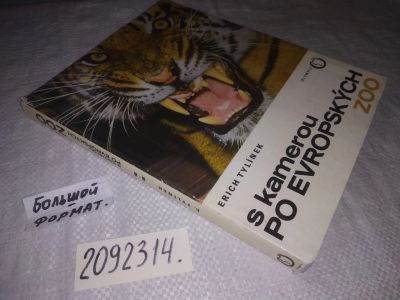 ERICH TYLÍNEK
s kamerou
PO EVROPSKÝCH
ZOO
Большой
формат.
2092314.